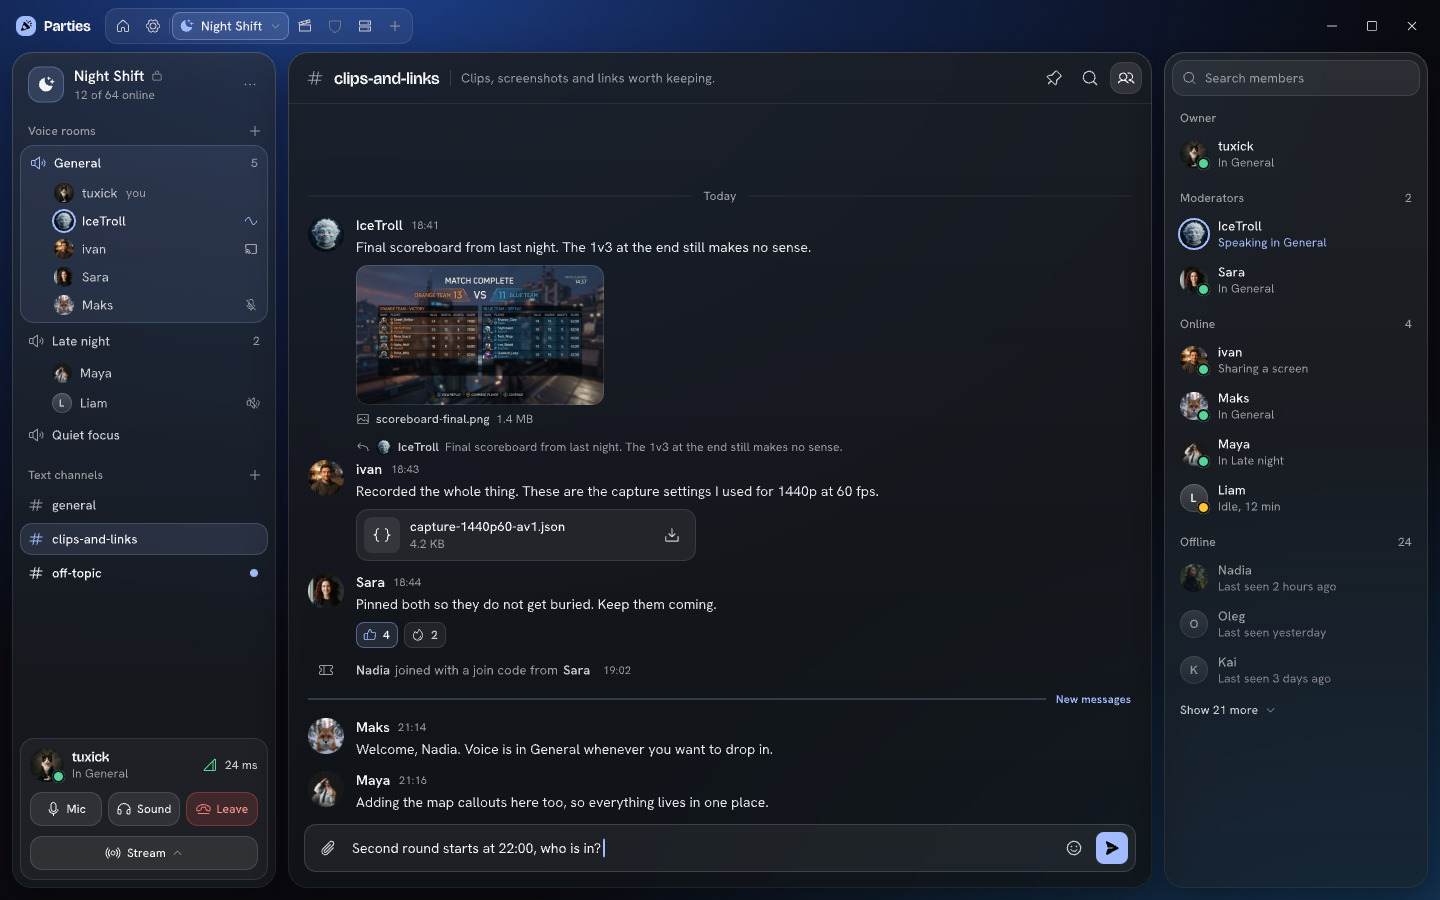 Parties
Night Shift
Night Shift
12 of 64 online
Voice rooms
General 5
tuxick you
IceTroll
ivan
Sara
Maks
Late night 2
Maya
L Liam
Quiet focus
Text channels
# general
# clips-and-links
# off-topic
tuxick
In General
24 ms
Mic
Sound
Leave
Stream
# clips-and-links
Clips, screenshots and links worth keeping.
Today
IceTroll 18:41
Final scoreboard from last night. The 1v3 at the end still makes no sense.
MATCH COMPLETE
ORANGE TEAM 13 VS 11 BLUE TEAM
14:37
scoreboard-final.png 1.4 MB
IceTroll Final scoreboard from last night. The 1v3 at the end still makes no sense.
ivan 18:43
Recorded the whole thing. These are the capture settings I used for 1440p at 60 fps.
{ } capture-1440p60-av1.json
4.2 KB
Sara 18:44
Pinned both so they do not get buried. Keep them coming.
4
2
Nadia joined with a join code from Sara 19:02
New messages
Maks 21:14
Welcome, Nadia. Voice is in General whenever you want to drop in.
Maya 21:16
Adding the map callouts here too, so everything lives in one place.
Second round starts at 22:00, who is in?
Search members
Owner
tuxick
In General
Moderators 2
IceTroll
Speaking in General
Sara
In General
Online 4
ivan
Sharing a screen
Maks
In General
Maya
In Late night
L Liam
Idle, 12 min
Offline 24
Nadia
Last seen 2 hours ago
O Oleg
Last seen yesterday
K Kai
Last seen 3 days ago
Show 21 more